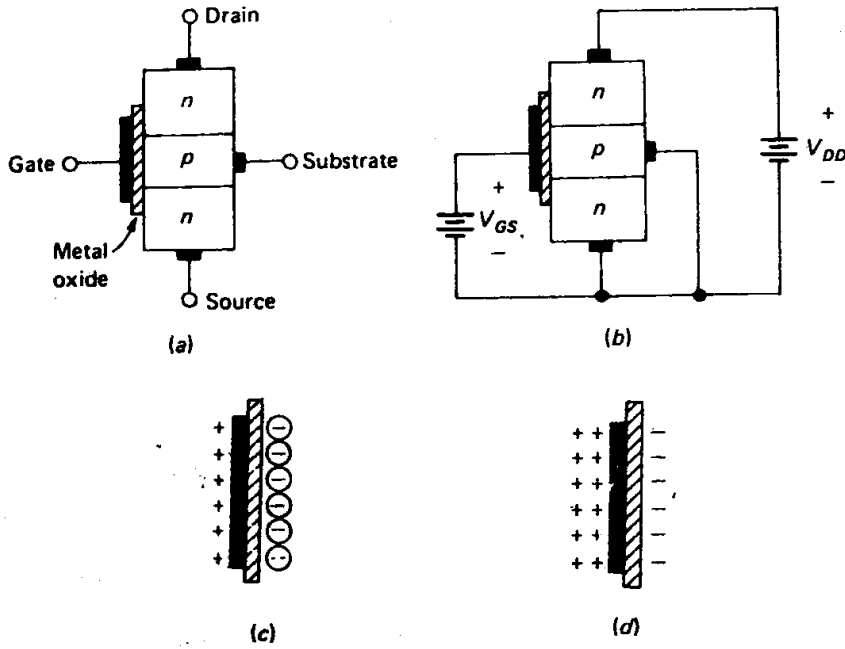 Drain
n
p
n
Gate
Substrate
Metal
oxide
Source
(a)
n
p
n
+
V_GS
−
+
V_DD
−
(b)
+ −
+ −
+ −
+ −
+ −
+ −
(c)
+ + −
+ + −
+ + −
+ + −
+ + −
+ + −
(d)